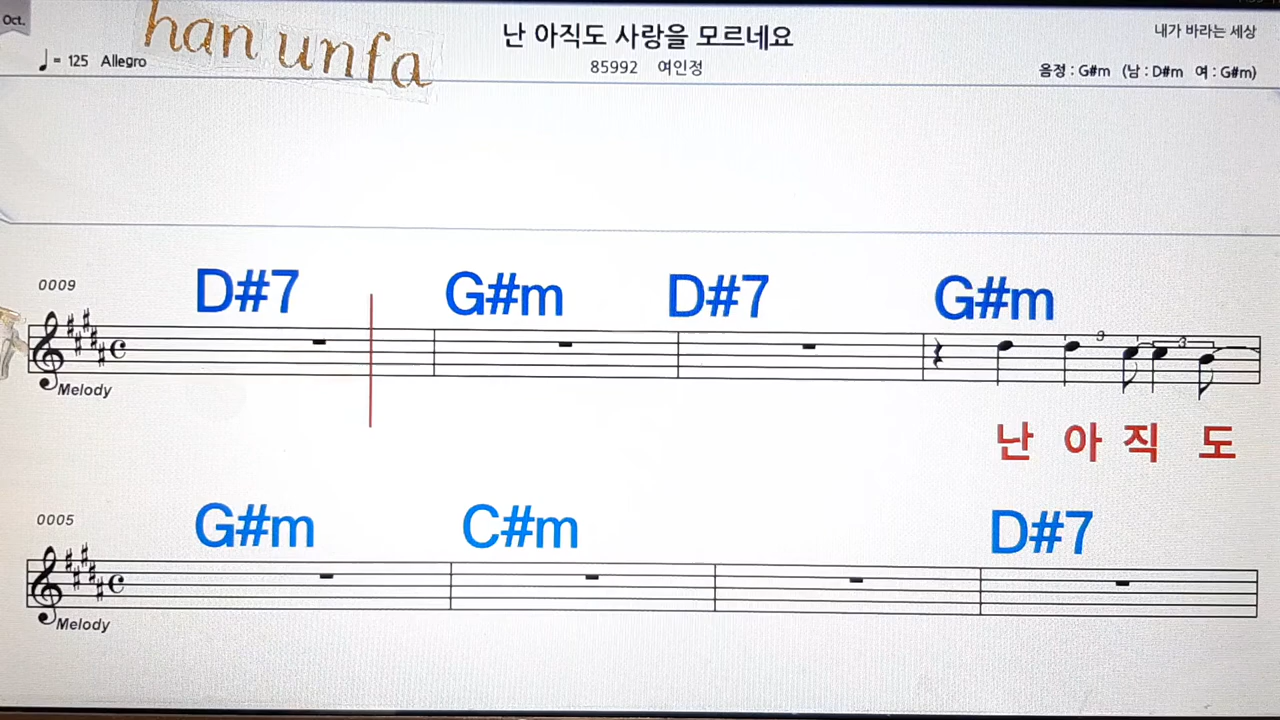 Oct.
han unfa
♩= 125 Allegro
난 아직도 사랑을 모르네요
85992 여인정
내가 바라는 세상
음정 : G#m (남 : D#m 여 : G#m)
0009
D#7 G#m D#7 G#m
3 3
Melody
난 아 직 도
0005
G#m C#m D#7
Melody